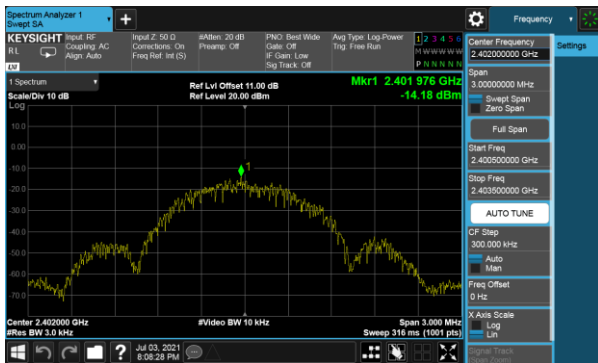 Spectrum Analyzer 1
Swept SA
+
Frequency
KEYSIGHT
RL
LXI
Input: RF
Coupling: AC
Align: Auto
Input Z: 50 Ω
Corrections: On
Freq Ref: Int (S)
#Atten: 20 dB
Preamp: Off
PNO: Best Wide
Gate: Off
IF Gain: Low
Sig Track: Off
Avg Type: Log-Power
Trig: Free Run
1 2 3 4 5 6
M W W W W W
P N N N N N
1 Spectrum
Scale/Div 10 dB
Ref Lvl Offset 11.00 dB
Ref Level 20.00 dBm
Mkr1 2.401 976 GHz
-14.18 dBm
Log
10.0
0.00
-10.0
-20.0
-30.0
-40.0
-50.0
-60.0
-70.0
1
Center 2.402000 GHz
#Res BW 3.0 kHz
#Video BW 10 kHz
Span 3.000 MHz
Sweep 316 ms (1001 pts)
Center Frequency
2.402000000 GHz
Settings
Span
3.00000000 MHz
Swept Span
Zero Span
Full Span
Start Freq
2.400500000 GHz
Stop Freq
2.403500000 GHz
AUTO TUNE
CF Step
300.000 kHz
Auto
Man
Freq Offset
0 Hz
X Axis Scale
Log
Lin
Signal Track
(Span Zoom)
?
Jul 03, 2021
8:08:28 PM